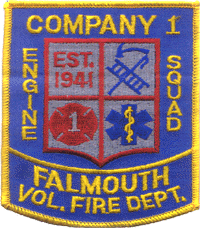 COMPANY 1
ENGINE
SQUAD
EST.
1941
1
FALMOUTH
VOL. FIRE DEPT.